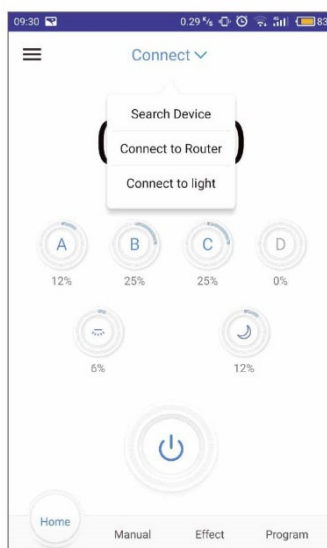 09:30 0.29 K/s 83
Connect
Search Device
Connect to Router
Connect to light
A B C D
12% 25% 25% 0%
6% 12%
Home Manual Effect Program